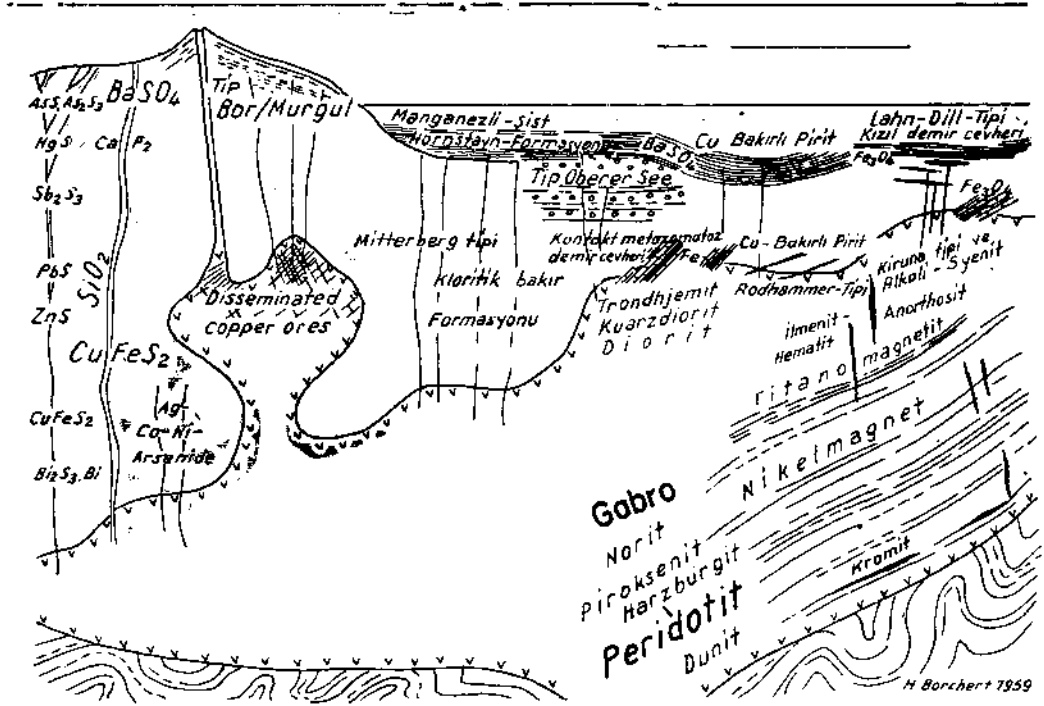 AsS, As₂S₃
BaSO₄
HgS
CaF₂
Sb₂S₃
SiO₂
PbS
ZnS
CuFeS₂
CuFeS₂
Ag-
Co-Ni-
Arsenide
Bi₂S₃, Bi
Tip
Bor/Murgul
Disseminated
copper ores
Manganezli-Şist
Hornştayn-Formasyonu
BaSO₄
Tip Oberer See
Mitterberg tipi
Kloritik bakır
Formasyonu
Kontakt metazomatoz
demir cevheri
Trondhjemit
Kuarzdiorit
Diorit
Cu Bakırlı Pirit
Cu-Bakırlı Pirit
Rodhammer-Tipi
Lahn-Dill-Tipi
Kızıl demir cevheri
Fe₃O₄
Fe₃O₄
Kiruna tipi ve
Alkali-Syenit
Anorthosit
ilmenit-
Hematit
ritanomagnetit
Nikelmagnet
Gabro
Norit
Piroksenit
Harzburgit
Peridotit
Dunit
Kromit
H Borchert 1959